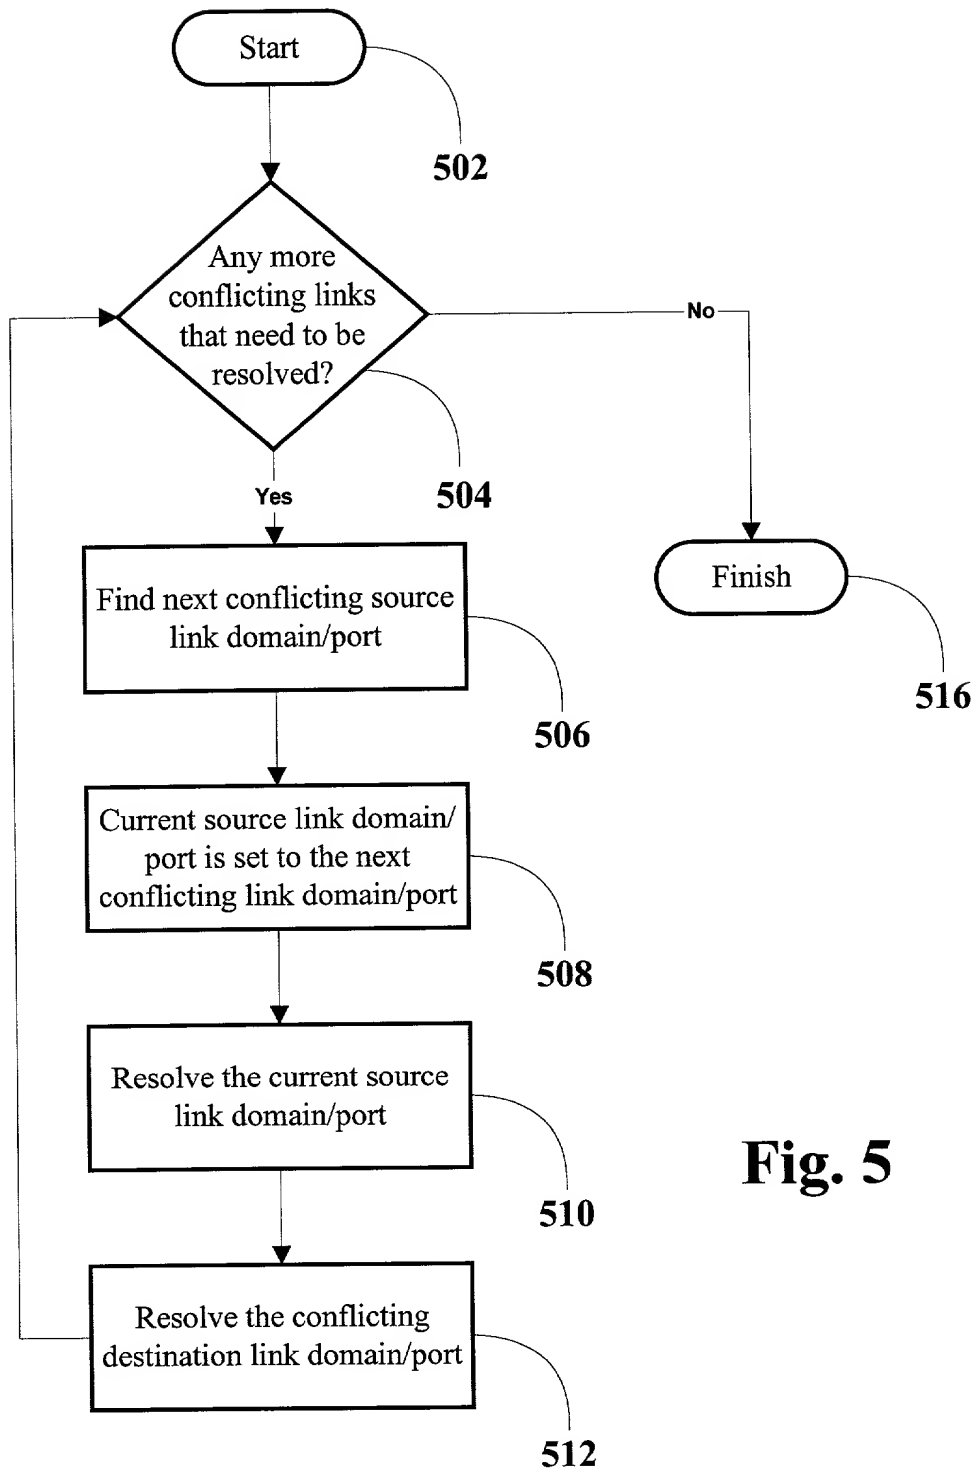 Start
502
Any more
conflicting links
that need to be
resolved?
No
504
Yes
Find next conflicting source
link domain/port
506
Finish
516
Current source link domain/
port is set to the next
conflicting link domain/port
508
Resolve the current source
link domain/port
510
Fig. 5
Resolve the conflicting
destination link domain/port
512